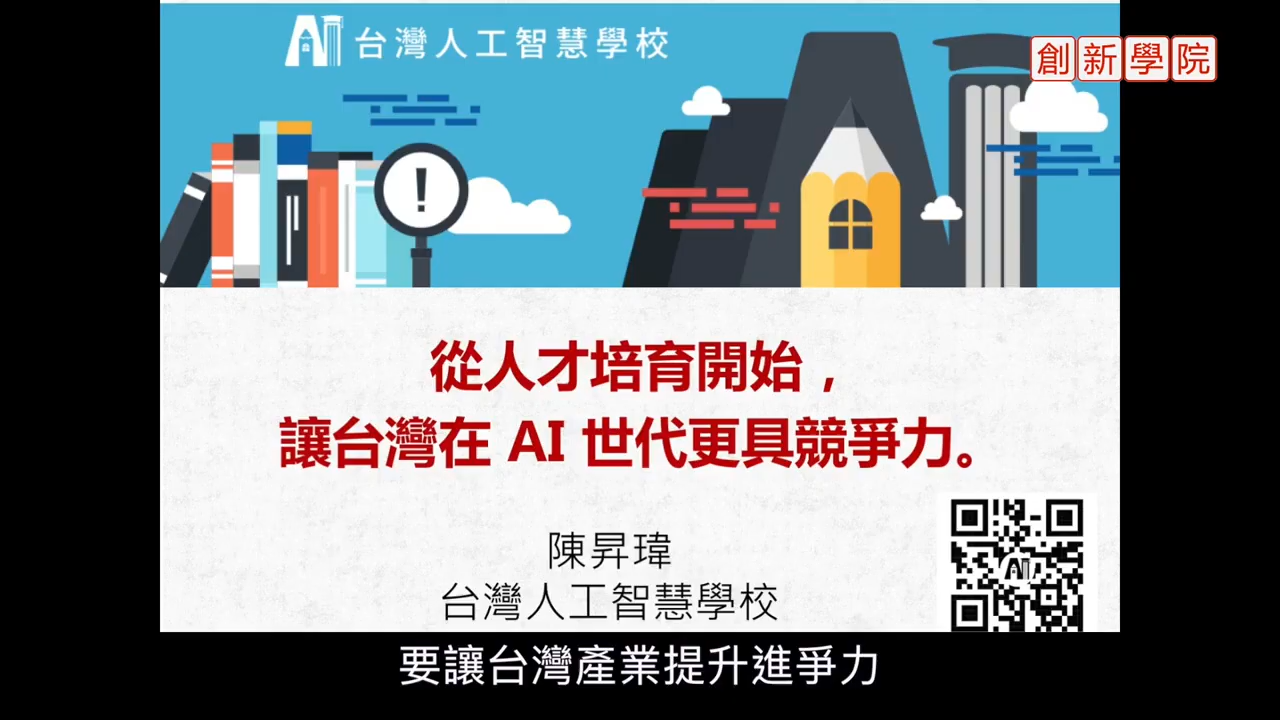 AI 台灣人工智慧學校
創新學院
從人才培育開始，
讓台灣在 AI 世代更具競爭力。
陳昇瑋
台灣人工智慧學校
AI
要讓台灣產業提升進爭力